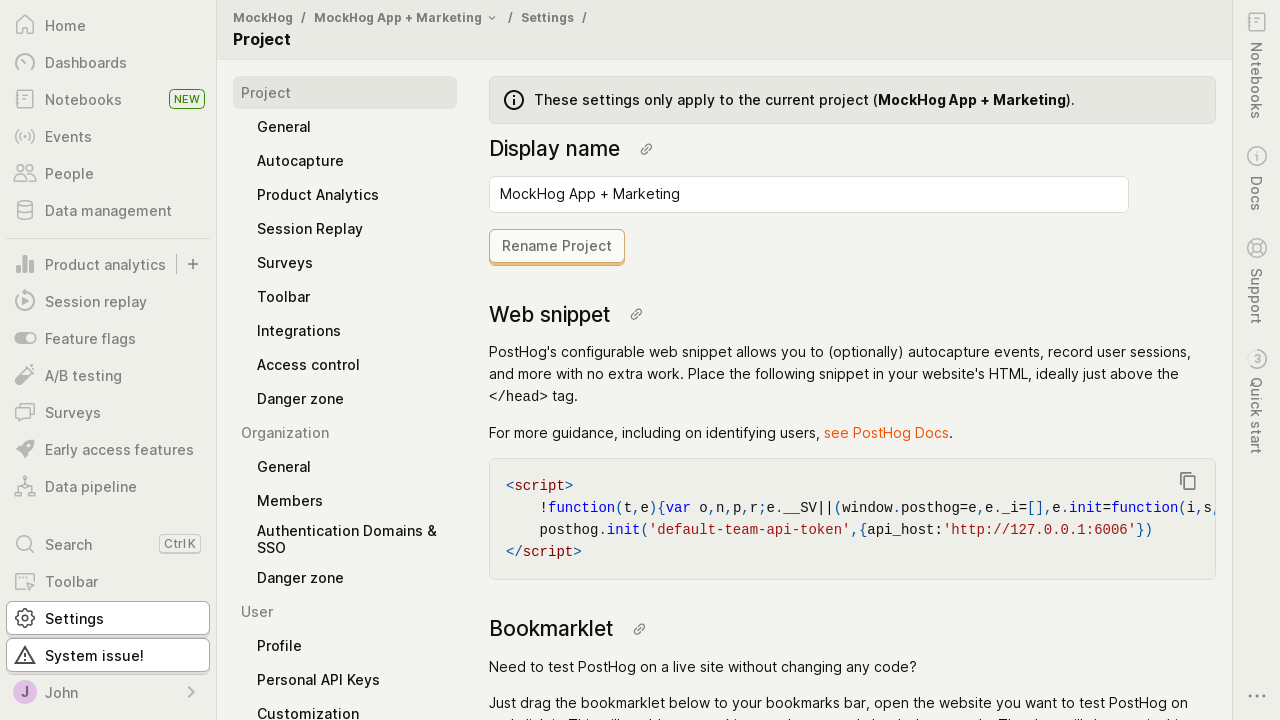 Home
Dashboards
Notebooks NEW
Events
People
Data management
Product analytics
Session replay
Feature flags
A/B testing
Surveys
Early access features
Data pipeline
Search Ctrl K
Toolbar
Settings
System issue!
J John
MockHog / MockHog App + Marketing / Settings /
Project
Project
General
Autocapture
Product Analytics
Session Replay
Surveys
Toolbar
Integrations
Access control
Danger zone
Organization
General
Members
Authentication Domains &
SSO
Danger zone
User
Profile
Personal API Keys
Customization
These settings only apply to the current project (MockHog App + Marketing).
Display name
MockHog App + Marketing
Rename Project
Web snippet
PostHog's configurable web snippet allows you to (optionally) autocapture events, record user sessions,
and more with no extra work. Place the following snippet in your website's HTML, ideally just above the
</head> tag.
For more guidance, including on identifying users, see PostHog Docs.
<script>
!function(t,e){var o,n,p,r;e.__SV||(window.posthog=e,e._i=[],e.init=function(i,s,
posthog.init('default-team-api-token',{api_host:'http://127.0.0.1:6006'})
</script>
Bookmarklet
Need to test PostHog on a live site without changing any code?
Just drag the bookmarklet below to your bookmarks bar, open the website you want to test PostHog on
Notebooks
Docs
Support
3
Quick start